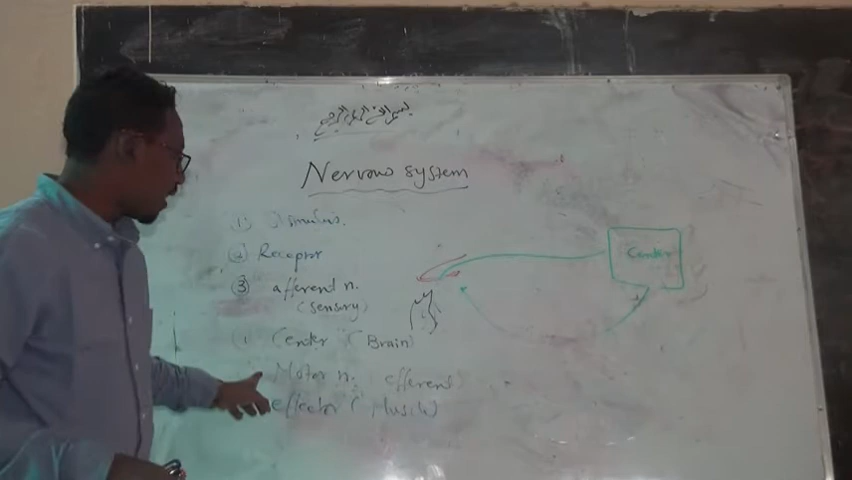 بسم الله الرحمن الرحيم
Nervous system
① Stimulus.
② Receptor
③ afferent n.
(sensory)
Center (Brain)
Center
Motor n. efferent)
effector (Muscle)